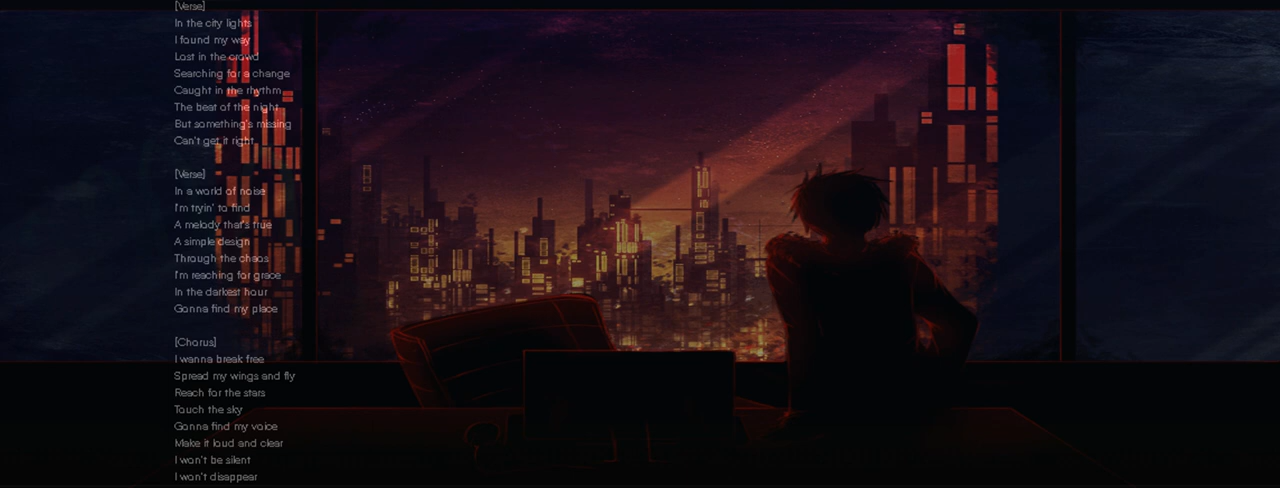 [Verse]
In the city lights
I found my way
Lost in the crowd
Searching for a change
Caught in the rhythm
The beat of the night
But something's missing
Can't get it right
[Verse]
In a world of noise
I'm tryin' to find
A melody that's true
A simple design
Through the chaos
I'm reaching for grace
In the darkest hour
Gonna find my place
[Chorus]
I wanna break free
Spread my wings and fly
Reach for the stars
Touch the sky
Gonna find my voice
Make it loud and clear
I won't be silent
I won't disappear